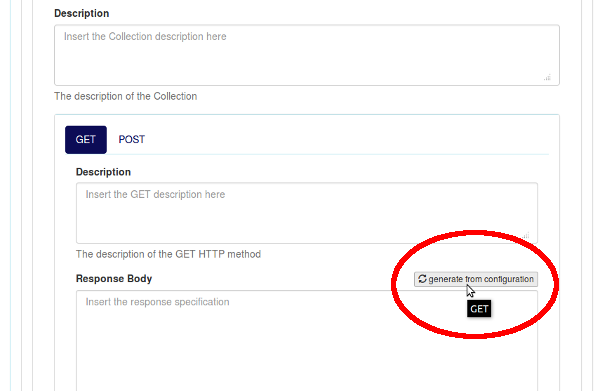 Description
Insert the Collection description here
The description of the Collection
GET POST
Description
Insert the GET description here
The description of the GET HTTP method
Response Body generate from configuration
Insert the response specification
GET